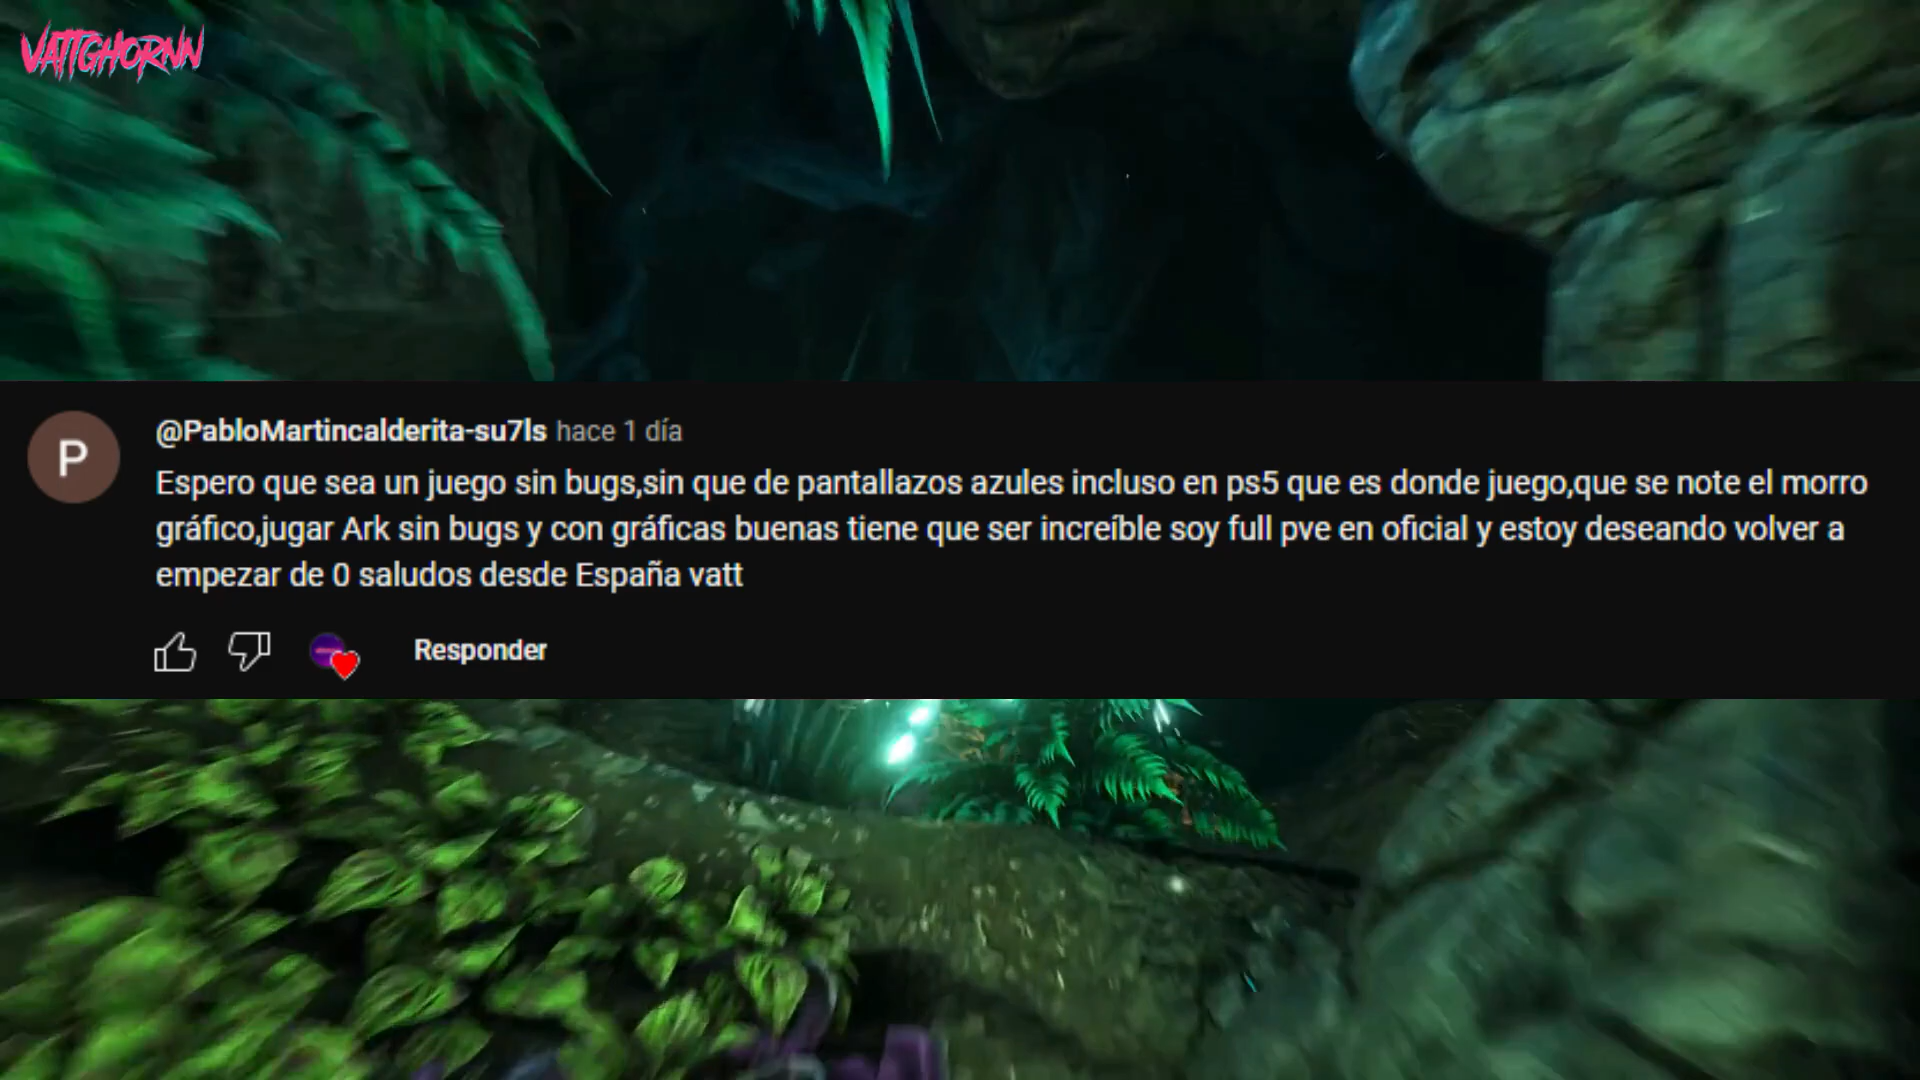 VATTGHORNN
@PabloMartincalderita-su7ls hace 1 día
P
Espero que sea un juego sin bugs,sin que de pantallazos azules incluso en ps5 que es donde juego,que se note el morro
gráfico,jugar Ark sin bugs y con gráficas buenas tiene que ser increíble soy full pve en oficial y estoy deseando volver a
empezar de 0 saludos desde España vatt
Responder